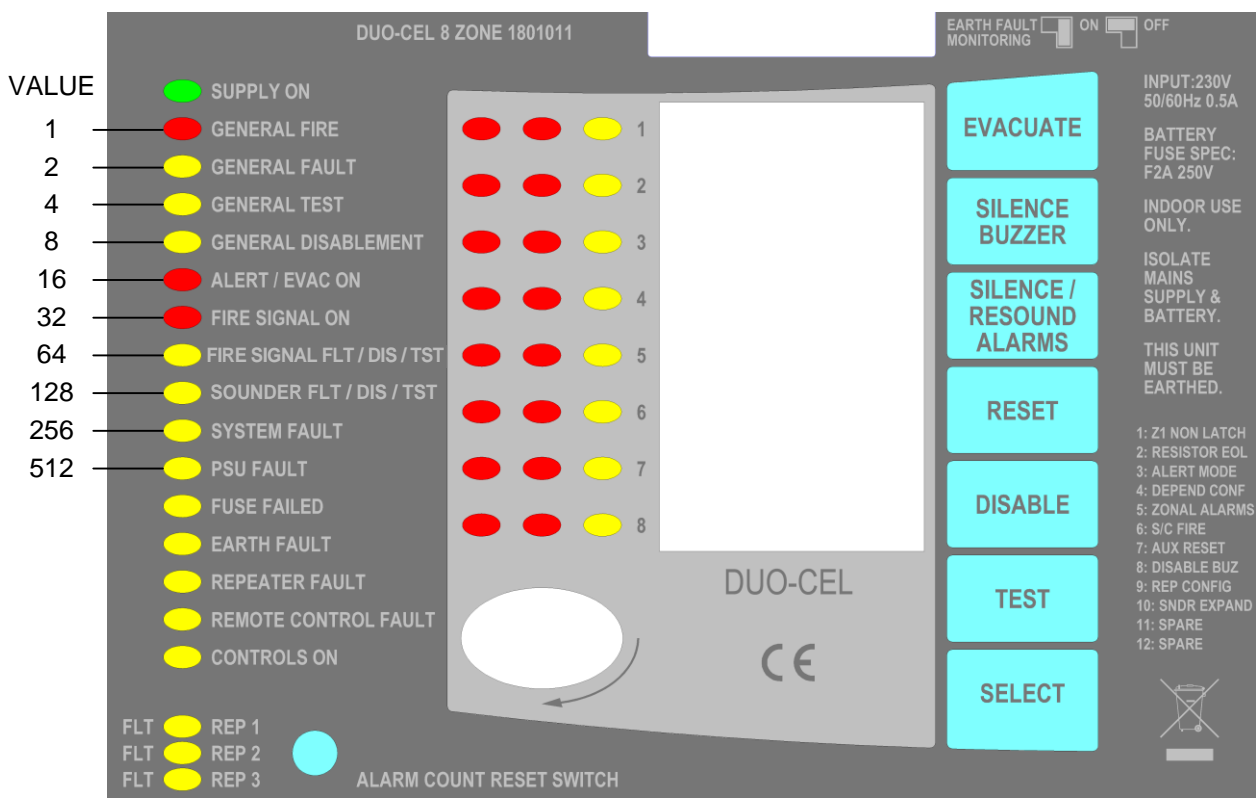 DUO-CEL 8 ZONE 1801011
EARTH FAULT
MONITORING
ON
OFF
VALUE
SUPPLY ON
1
GENERAL FIRE
2
GENERAL FAULT
4
GENERAL TEST
8
GENERAL DISABLEMENT
16
ALERT / EVAC ON
32
FIRE SIGNAL ON
64
FIRE SIGNAL FLT / DIS / TST
128
SOUNDER FLT / DIS / TST
256
SYSTEM FAULT
512
PSU FAULT
FUSE FAILED
EARTH FAULT
REPEATER FAULT
REMOTE CONTROL FAULT
CONTROLS ON
FLT REP 1
FLT REP 2
FLT REP 3
ALARM COUNT RESET SWITCH
1
2
3
4
5
6
7
8
DUO-CEL
CE
EVACUATE
SILENCE
BUZZER
SILENCE /
RESOUND
ALARMS
RESET
DISABLE
TEST
SELECT
INPUT:230V
50/60Hz 0.5A
BATTERY
FUSE SPEC:
F2A 250V
INDOOR USE
ONLY.
ISOLATE
MAINS
SUPPLY &
BATTERY.
THIS UNIT
MUST BE
EARTHED.
1: Z1 NON LATCH
2: RESISTOR EOL
3: ALERT MODE
4: DEPEND CONF
5: ZONAL ALARMS
6: S/C FIRE
7: AUX RESET
8: DISABLE BUZ
9: REP CONFIG
10: SNDR EXPAND
11: SPARE
12: SPARE